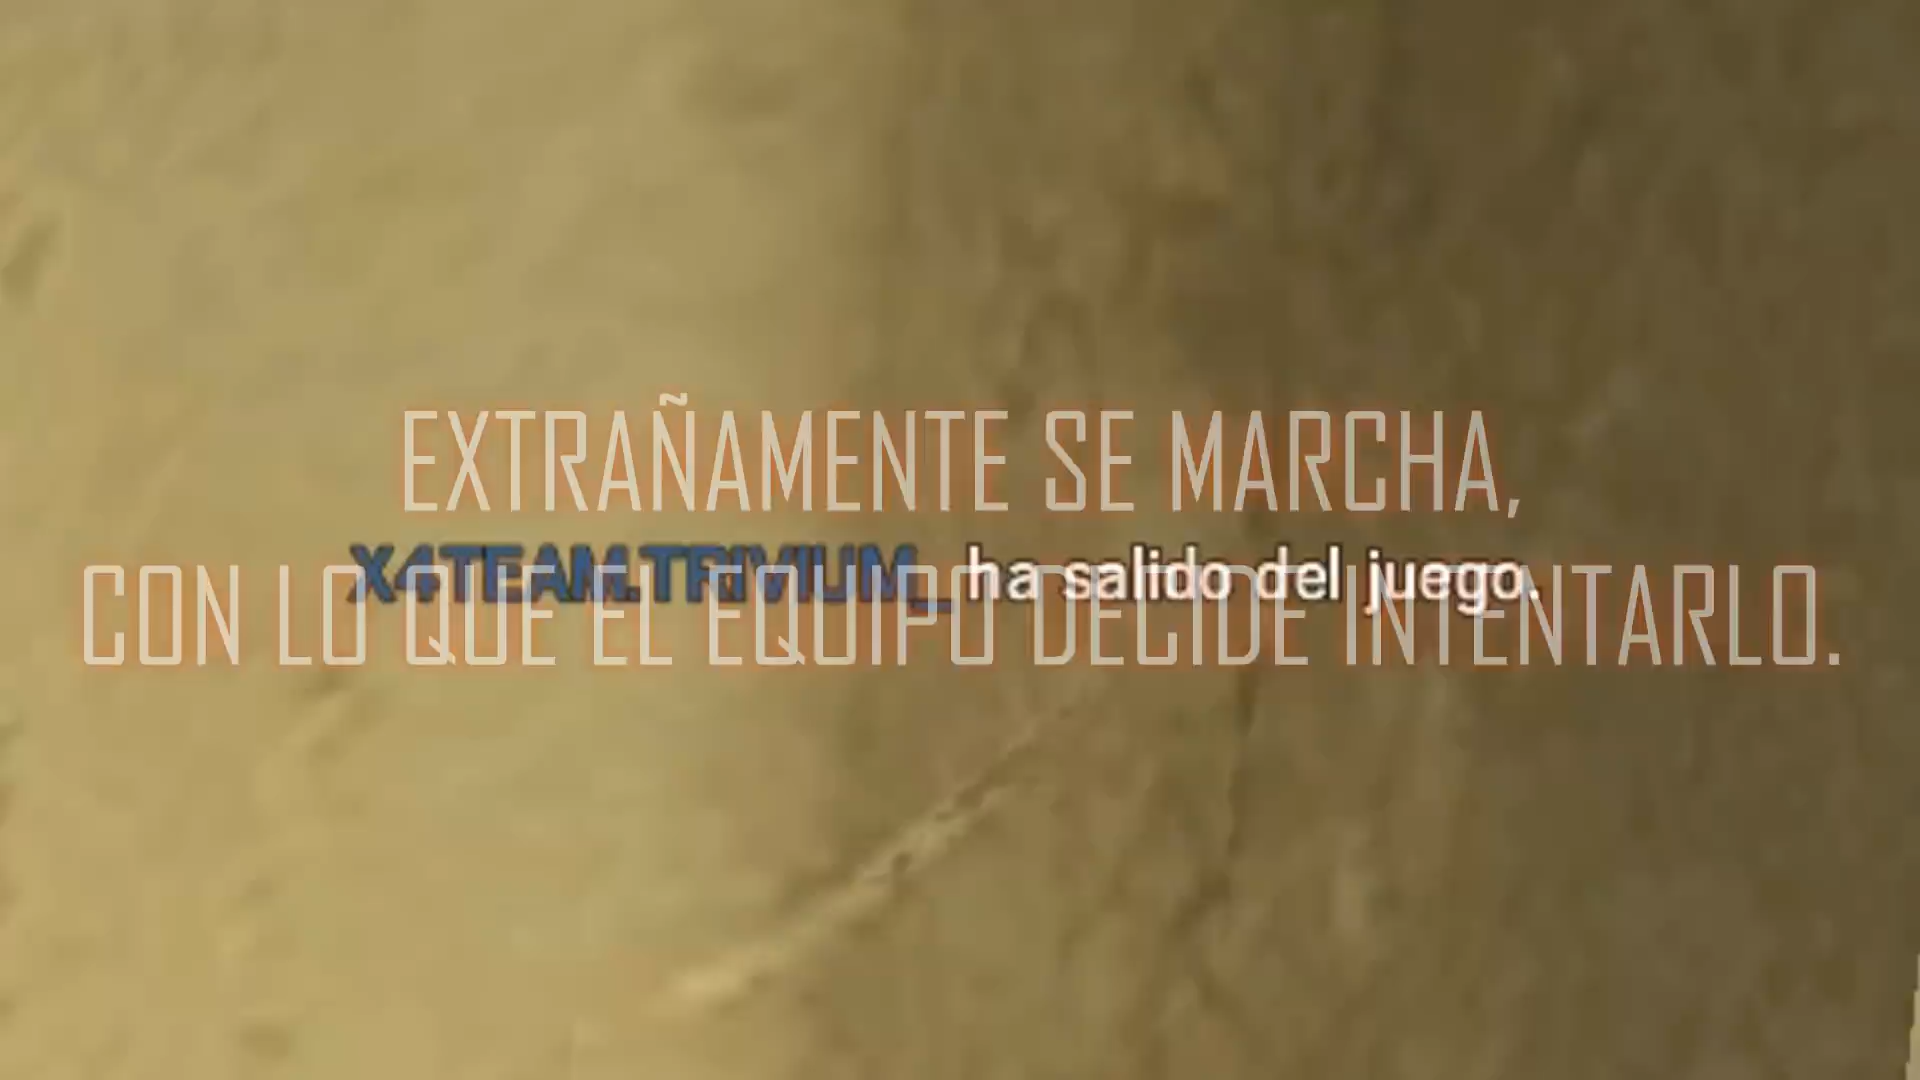 EXTRAÑAMENTE SE MARCHA,
X4TEAM.TRIVIUM_ ha salido del juego.
CON LO QUE EL EQUIPO DECIDE INTENTARLO.